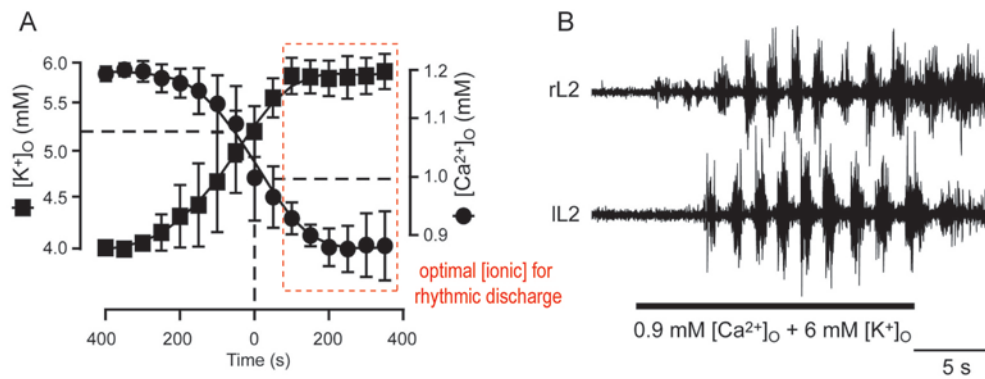 A
6.0
5.5
5.0
4.5
4.0
[K⁺]ₒ (mM)
1.2
1.1
1.0
0.9
[Ca²⁺]ₒ (mM)
400 200 0 200 400
Time (s)
optimal [ionic] for
rhythmic discharge
B
rL2
lL2
0.9 mM [Ca²⁺]ₒ + 6 mM [K⁺]ₒ
5 s